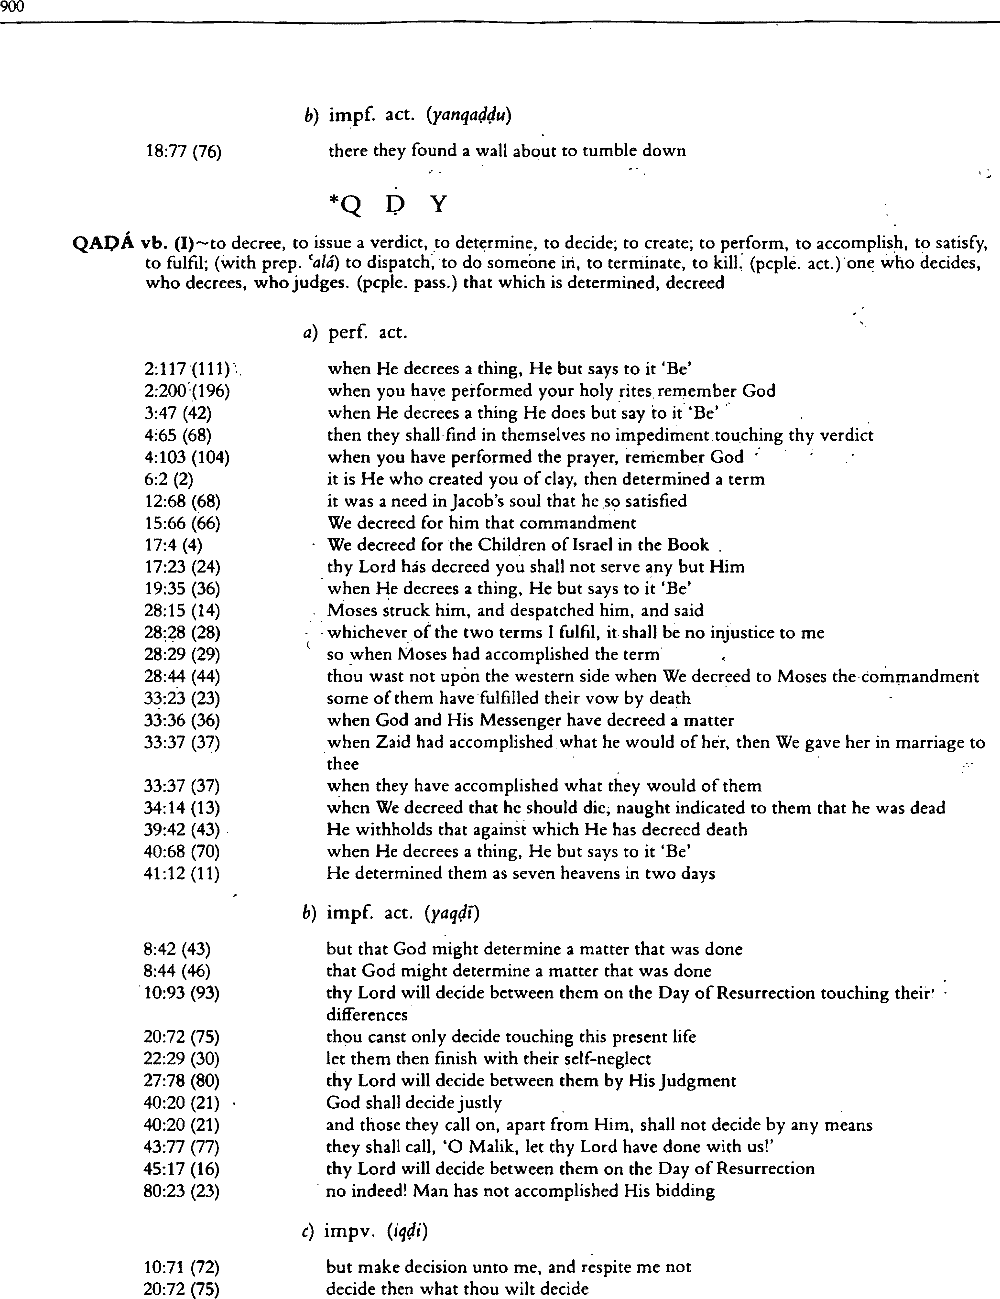 900
b) impf. act. (yanqaḍḍu)
18:77 (76) there they found a wall about to tumble down
*Q Ḍ Y
QAḌÁ vb. (I)~to decree, to issue a verdict, to determine, to decide; to create; to perform, to accomplish, to satisfy,
to fulfil; (with prep. ʿalá) to dispatch, to do someone in, to terminate, to kill. (pcple. act.) one who decides,
who decrees, who judges. (pcple. pass.) that which is determined, decreed
a) perf. act.
2:117 (111) when He decrees a thing, He but says to it ‘Be’
2:200 (196) when you have performed your holy rites remember God
3:47 (42) when He decrees a thing He does but say to it ‘Be’
4:65 (68) then they shall find in themselves no impediment touching thy verdict
4:103 (104) when you have performed the prayer, remember God
6:2 (2) it is He who created you of clay, then determined a term
12:68 (68) it was a need in Jacob’s soul that he so satisfied
15:66 (66) We decreed for him that commandment
17:4 (4) We decreed for the Children of Israel in the Book
17:23 (24) thy Lord has decreed you shall not serve any but Him
19:35 (36) when He decrees a thing, He but says to it ‘Be’
28:15 (14) Moses struck him, and despatched him, and said
28:28 (28) whichever of the two terms I fulfil, it shall be no injustice to me
28:29 (29) so when Moses had accomplished the term
28:44 (44) thou wast not upon the western side when We decreed to Moses the commandment
33:23 (23) some of them have fulfilled their vow by death
33:36 (36) when God and His Messenger have decreed a matter
33:37 (37) when Zaid had accomplished what he would of her, then We gave her in marriage to
thee
33:37 (37) when they have accomplished what they would of them
34:14 (13) when We decreed that he should die, naught indicated to them that he was dead
39:42 (43) He withholds that against which He has decreed death
40:68 (70) when He decrees a thing, He but says to it ‘Be’
41:12 (11) He determined them as seven heavens in two days
b) impf. act. (yaqḍī)
8:42 (43) but that God might determine a matter that was done
8:44 (46) that God might determine a matter that was done
10:93 (93) thy Lord will decide between them on the Day of Resurrection touching their
differences
20:72 (75) thou canst only decide touching this present life
22:29 (30) let them then finish with their self-neglect
27:78 (80) thy Lord will decide between them by His Judgment
40:20 (21) God shall decide justly
40:20 (21) and those they call on, apart from Him, shall not decide by any means
43:77 (77) they shall call, ‘O Malik, let thy Lord have done with us!’
45:17 (16) thy Lord will decide between them on the Day of Resurrection
80:23 (23) no indeed! Man has not accomplished His bidding
c) impv. (iqḍi)
10:71 (72) but make decision unto me, and respite me not
20:72 (75) decide then what thou wilt decide